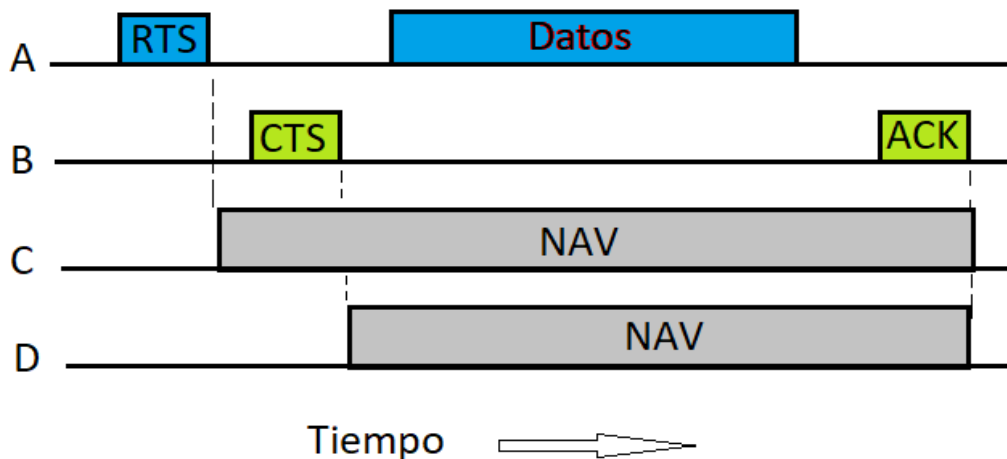 A RTS Datos
B CTS ACK
C NAV
D NAV
Tiempo